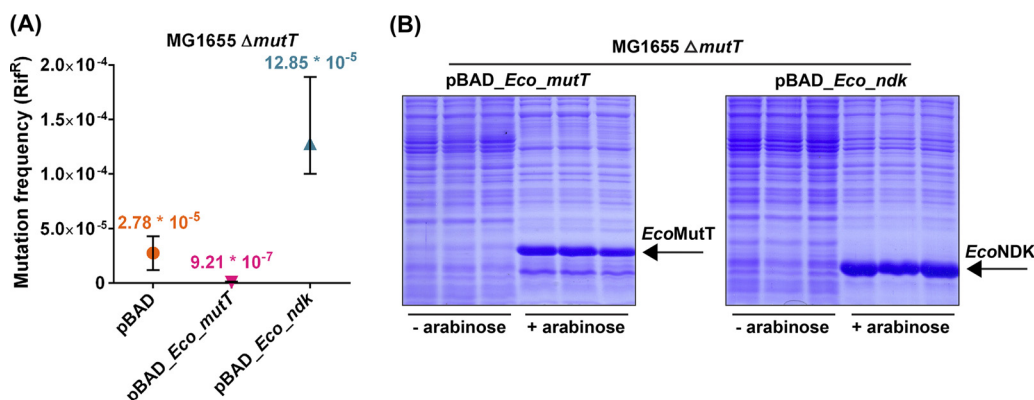 (A)
MG1655 ΔmutT
Mutation frequency (Rifᴿ)
2.0×10⁻⁴
1.5×10⁻⁴
1.0×10⁻⁴
5.0×10⁻⁵
0
2.78 * 10⁻⁵
9.21 * 10⁻⁷
12.85 * 10⁻⁵
pBAD
pBAD_Eco_mutT
pBAD_Eco_ndk
(B)
MG1655 ΔmutT
pBAD_Eco_mutT
pBAD_Eco_ndk
EcoMutT
EcoNDK
- arabinose
+ arabinose
- arabinose
+ arabinose